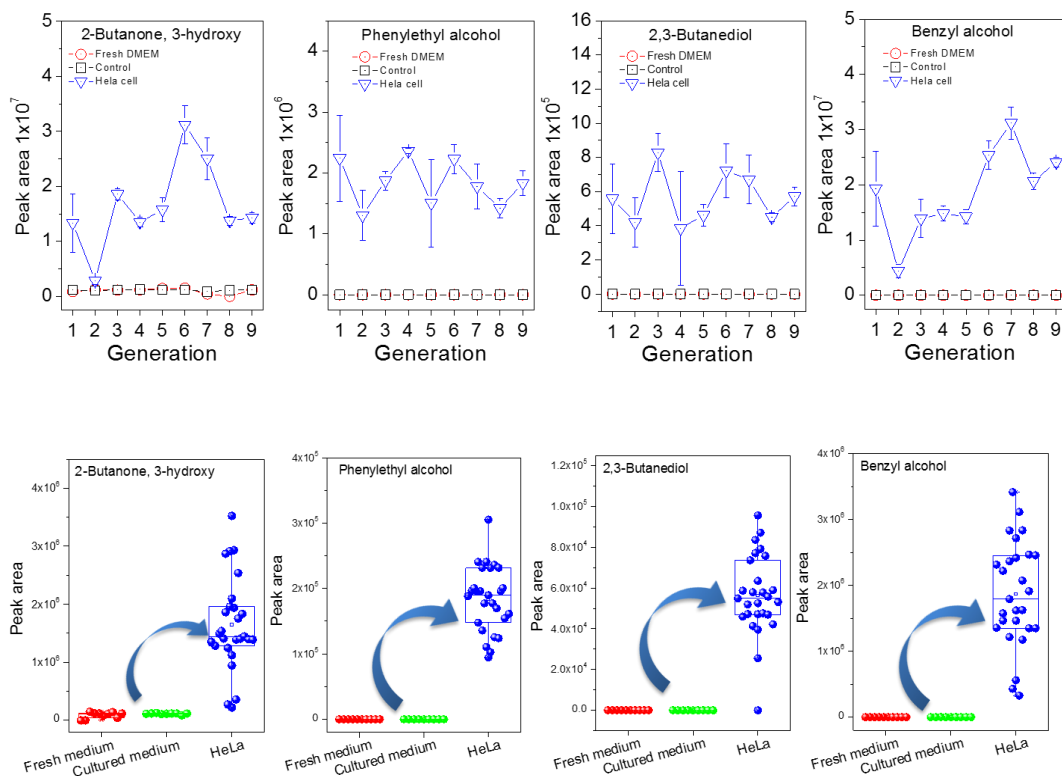 2-Butanone, 3-hydroxy
Fresh DMEM
Control
Hela cell
Peak area 1x10⁷
5
4
3
2
1
0
1 2 3 4 5 6 7 8 9
Generation
Phenylethyl alcohol
Fresh DMEM
Control
Hela cell
Peak area 1x10⁶
4
3
2
1
0
1 2 3 4 5 6 7 8 9
Generation
2,3-Butanediol
Fresh DMEM
Control
Hela cell
Peak area 1x10⁵
16
14
12
10
8
6
4
2
0
1 2 3 4 5 6 7 8 9
Generation
Benzyl alcohol
Fresh DMEM
Control
Hela cell
Peak area 1x10⁷
5
4
3
2
1
0
1 2 3 4 5 6 7 8 9
Generation
2-Butanone, 3-hydroxy
Peak area
4x10⁶
3x10⁶
2x10⁶
1x10⁶
0
Fresh medium
Cultured medium
HeLa
Phenylethyl alcohol
Peak area
4x10⁵
3x10⁵
2x10⁵
1x10⁵
0
Fresh medium
Cultured medium
HeLa
2,3-Butanediol
Peak area
1.2x10⁵
1.0x10⁵
8.0x10⁴
6.0x10⁴
4.0x10⁴
2.0x10⁴
0.0
Fresh medium
Cultured medium
HeLa
Benzyl alcohol
Peak area
4x10⁶
3x10⁶
2x10⁶
1x10⁶
0
Fresh medium
Cultured medium
HeLa